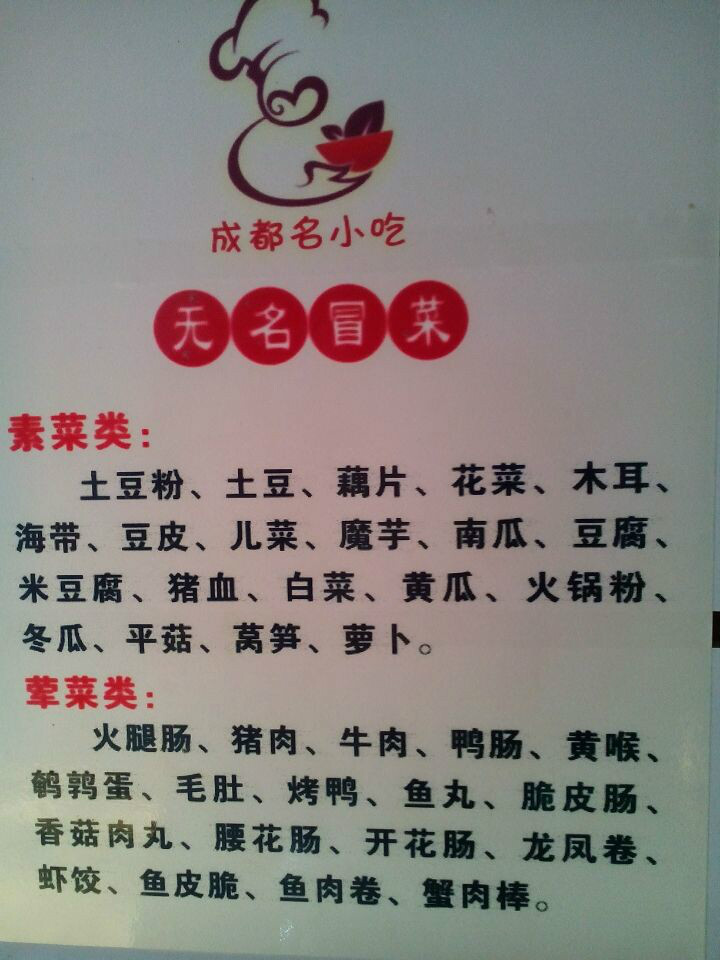 成都名小吃
无名冒菜
素菜类：
土豆粉、土豆、藕片、花菜、木耳、
海带、豆皮、儿菜、魔芋、南瓜、豆腐、
米豆腐、猪血、白菜、黄瓜、火锅粉、
冬瓜、平菇、莴笋、萝卜。
荤菜类：
火腿肠、猪肉、牛肉、鸭肠、黄喉、
鹌鹑蛋、毛肚、烤鸭、鱼丸、脆皮肠、
香菇肉丸、腰花肠、开花肠、龙凤卷、
虾饺、鱼皮脆、鱼肉卷、蟹肉棒。